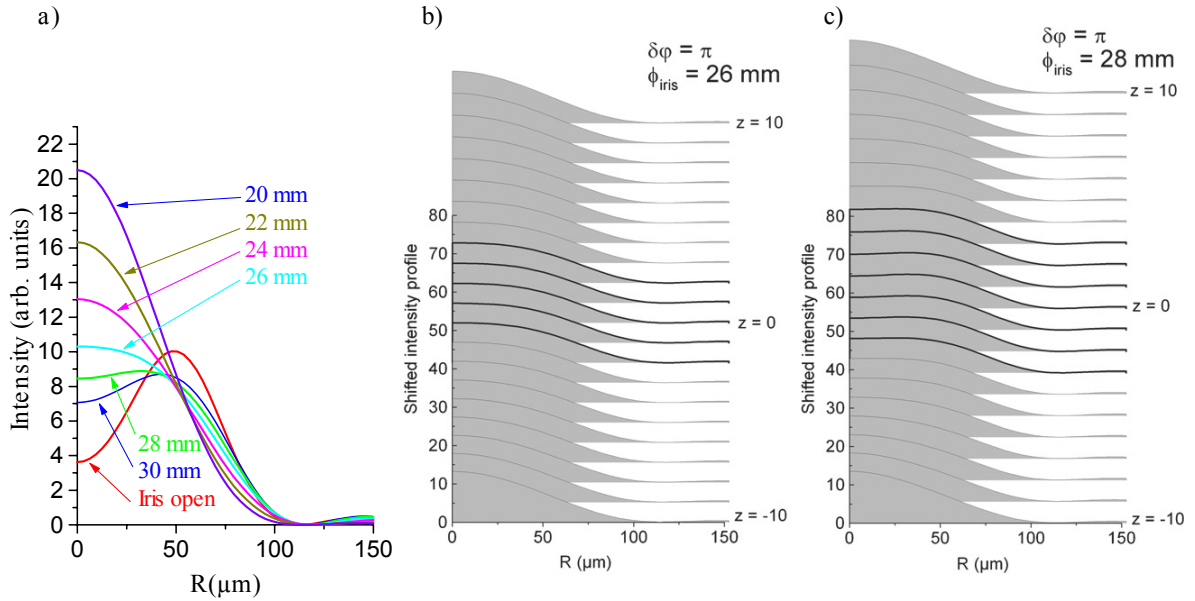 a)
22
20
18
16
14
12
10
8
6
4
2
0
Intensity (arb. units)
20 mm
22 mm
24 mm
26 mm
28 mm
30 mm
Iris open
0 50 100 150
R(μm)
b)
δφ = π
ϕiris = 26 mm
z = 10
z = 0
z = -10
80
70
60
50
40
30
20
10
0
Shifted intensity profile
0 50 100 150
R (μm)
c)
δφ = π
ϕiris = 28 mm
z = 10
z = 0
z = -10
80
70
60
50
40
30
20
10
0
Shifted intensity profile
0 50 100 150
R (μm)